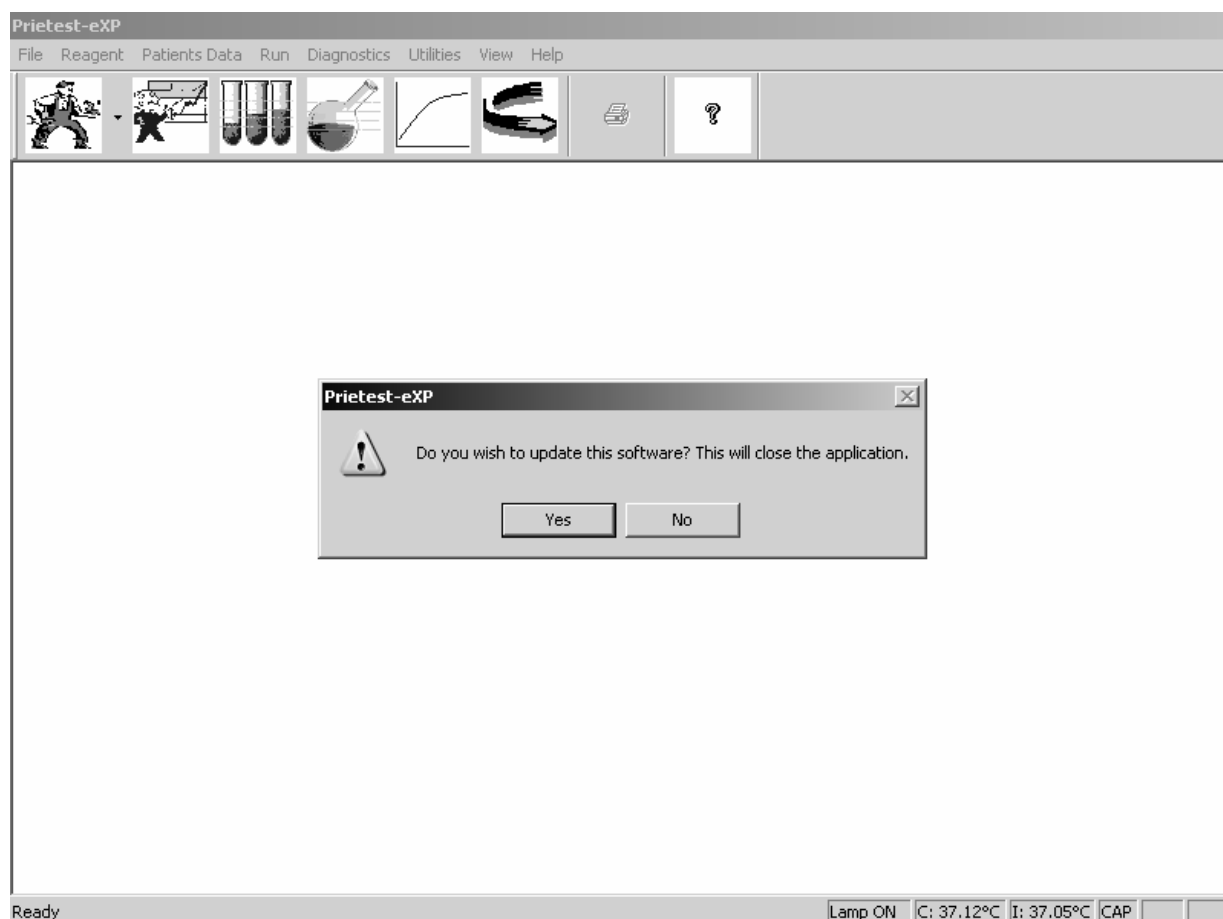 Prietest-eXP
File Reagent Patients Data Run Diagnostics Utilities View Help
?
Prietest-eXP
Do you wish to update this software? This will close the application.
Yes No
Ready Lamp ON C: 37.12°C I: 37.05°C CAP